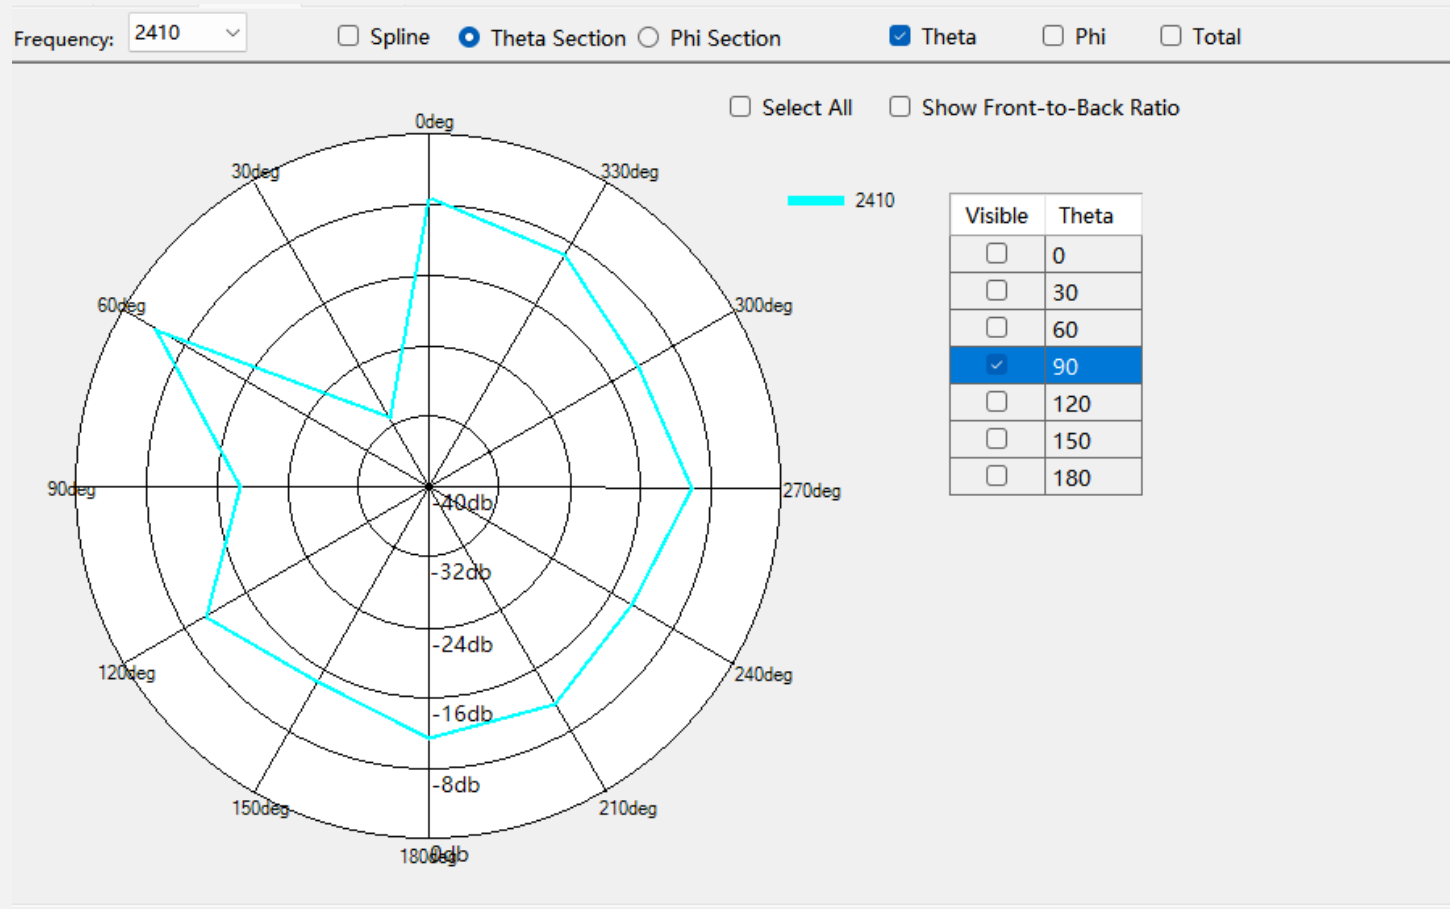 Frequency: 2410 Spline Theta Section Phi Section Theta Phi Total
Select All Show Front-to-Back Ratio
0deg
30deg 330deg
2410
Visible Theta
0
30
60deg 300deg
60
90
120
150
180
90deg 270deg
-40db
-32db
-24db
120deg 240deg
-16db
-8db
150deg 210deg
180deg 0db